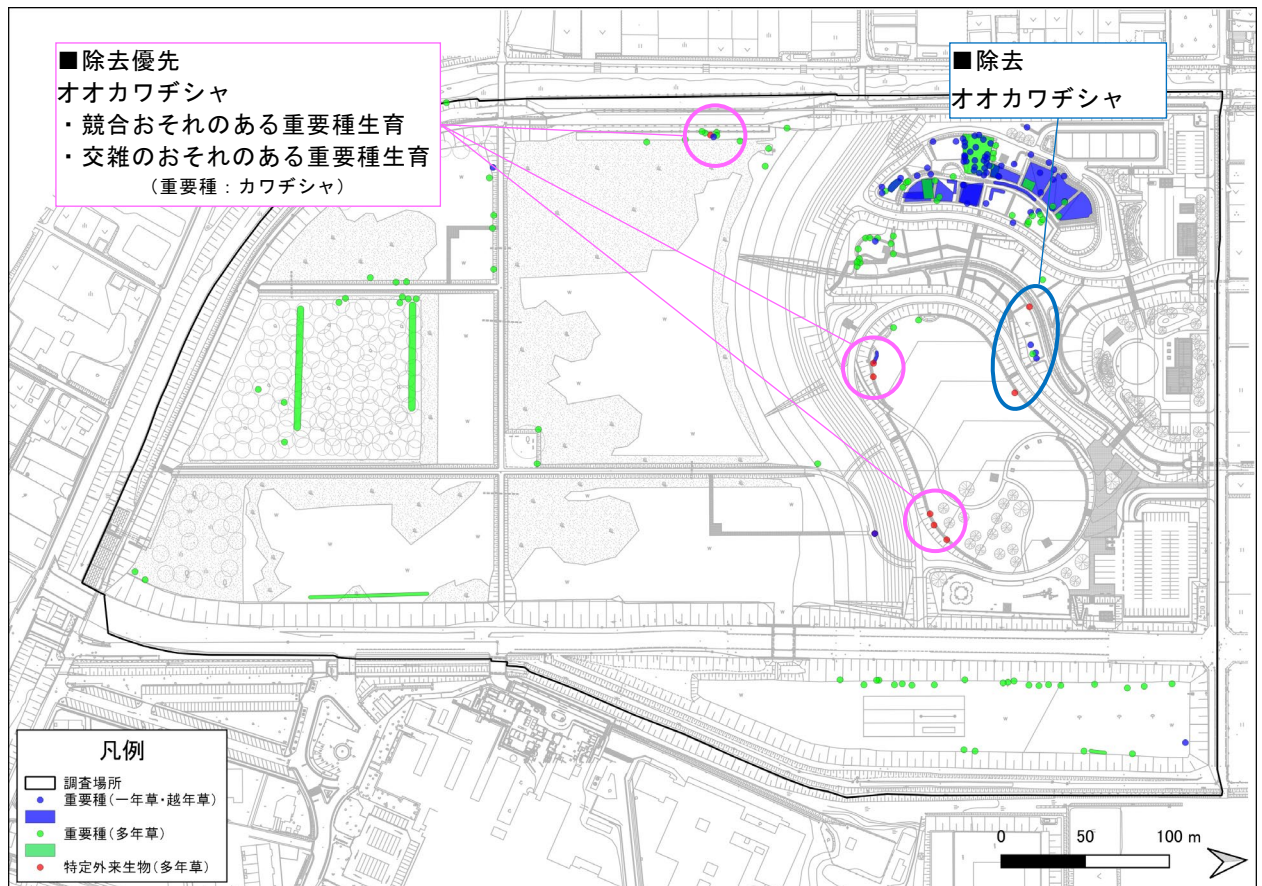 ■除去優先
オオカワヂシャ
・競合おそれのある重要種生育
・交雑のおそれのある重要種生育
（重要種：カワヂシャ）
■除去
オオカワヂシャ
凡例
調査場所
重要種(一年草・越年草)
重要種(多年草)
特定外来生物(多年草)
0 50 100 m